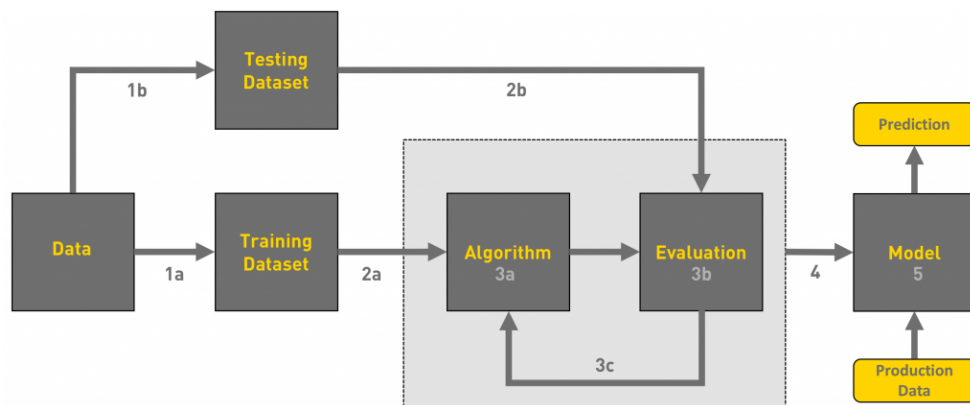 Testing
Dataset
1b
2b
Prediction
Data
1a
Training
Dataset
2a
Algorithm
3a
Evaluation
3b
4
Model
5
3c
Production
Data